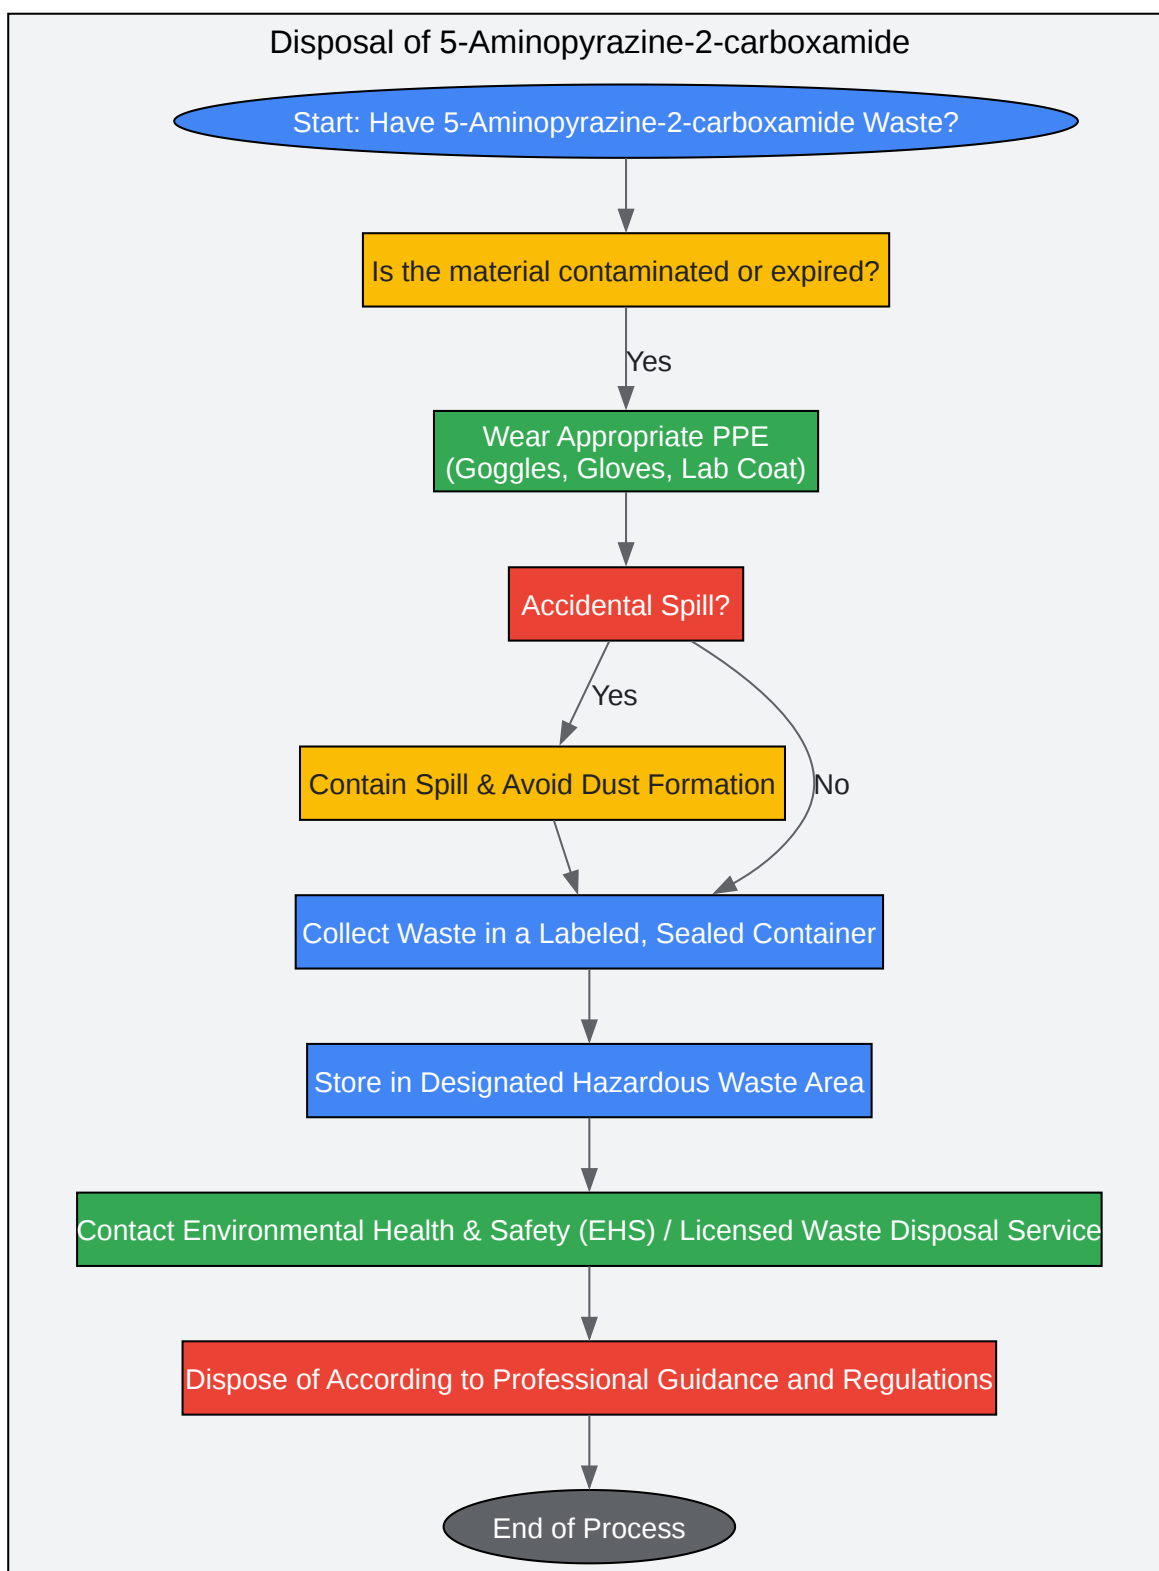 Disposal of 5-Aminopyrazine-2-carboxamide
Start: Have 5-Aminopyrazine-2-carboxamide Waste?
Is the material contaminated or expired?
Yes
Wear Appropriate PPE
(Goggles, Gloves, Lab Coat)
Accidental Spill?
Yes
Contain Spill & Avoid Dust Formation
No
Collect Waste in a Labeled, Sealed Container
Store in Designated Hazardous Waste Area
Contact Environmental Health & Safety (EHS) / Licensed Waste Disposal Service
Dispose of According to Professional Guidance and Regulations
End of Process